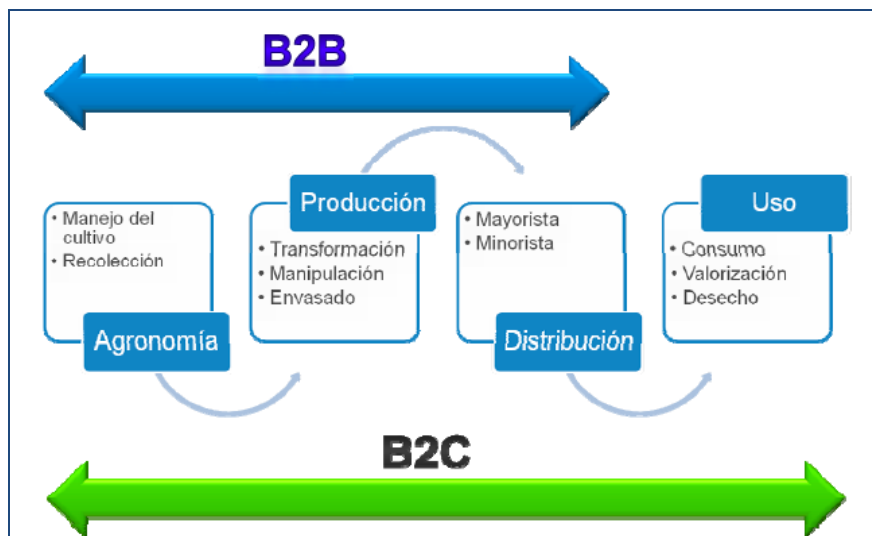 B2B
• Manejo del
cultivo
• Recolección
Agronomía
Producción
• Transformación
• Manipulación
• Envasado
• Mayorista
• Minorista
Distribución
Uso
• Consumo
• Valorización
• Desecho
B2C